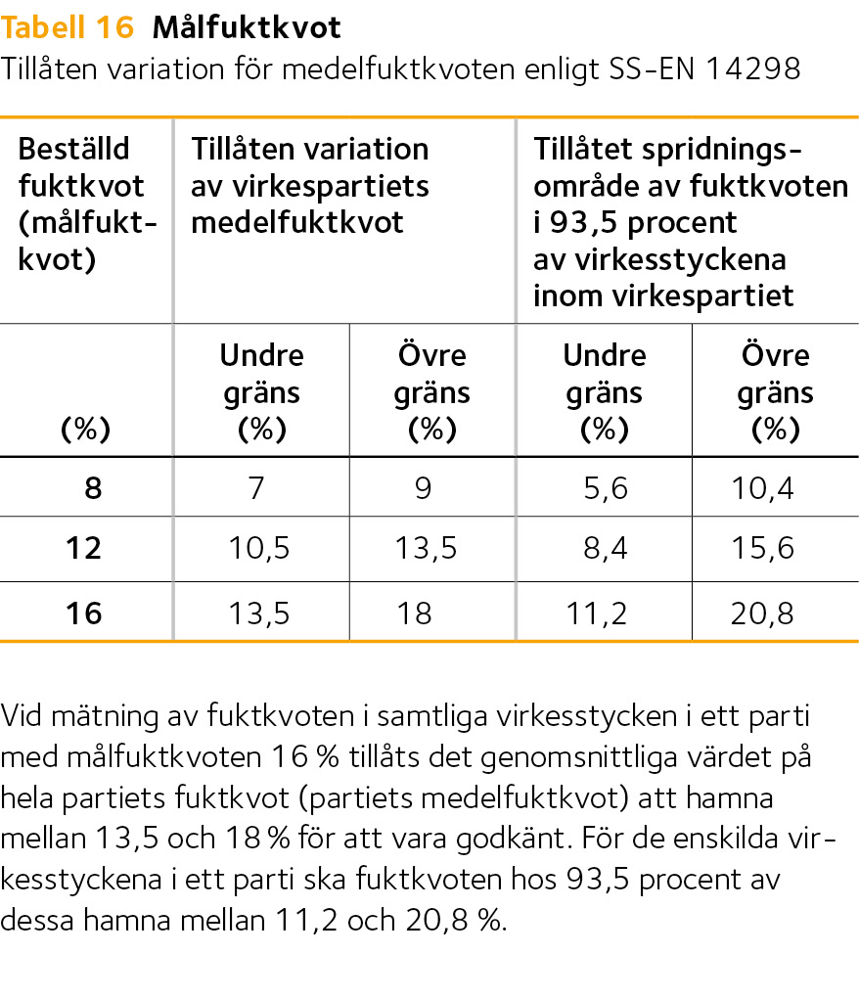 Tabell 16 Målfuktkvot
Tillåten variation för medelfuktkvoten enligt SS-EN 14298
Beställd
fuktkvot
(målfukt-
kvot)
Tillåten variation
av virkespartiets
medelfuktkvot
Tillåtet spridnings-
område av fuktkvoten
i 93,5 procent
av virkesstyckena
inom virkespartiet
(%)
Undre
gräns
(%)
Övre
gräns
(%)
Undre
gräns
(%)
Övre
gräns
(%)
8 7 9 5,6 10,4
12 10,5 13,5 8,4 15,6
16 13,5 18 11,2 20,8
Vid mätning av fuktkvoten i samtliga virkesstycken i ett parti
med målfuktkvoten 16 % tillåts det genomsnittliga värdet på
hela partiets fuktkvot (partiets medelfuktkvot) att hamna
mellan 13,5 och 18 % för att vara godkänt. För de enskilda vir-
kesstyckena i ett parti ska fuktkvoten hos 93,5 procent av
dessa hamna mellan 11,2 och 20,8 %.